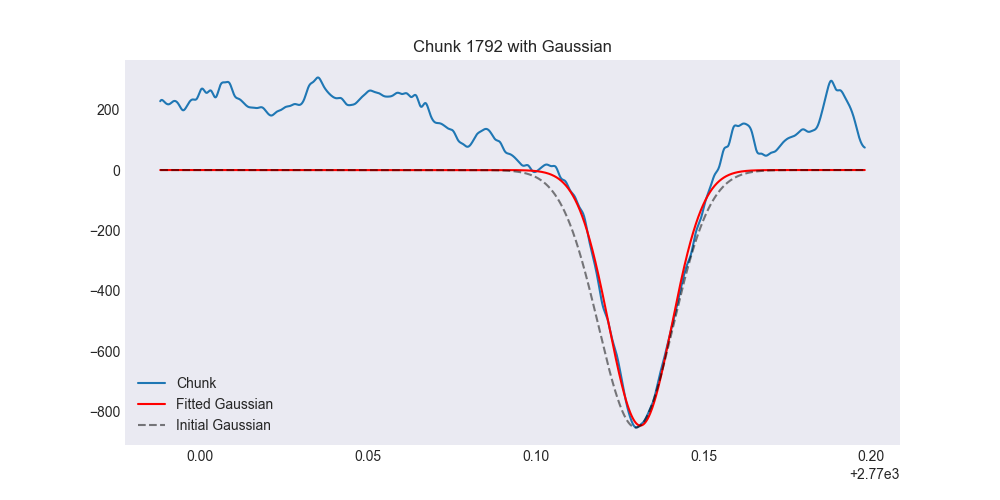 Chunk 1792 with Gaussian
200
0
−200
−400
−600
−800
Chunk
Fitted Gaussian
Initial Gaussian
0.00 0.05 0.10 0.15 0.20
+2.77e3